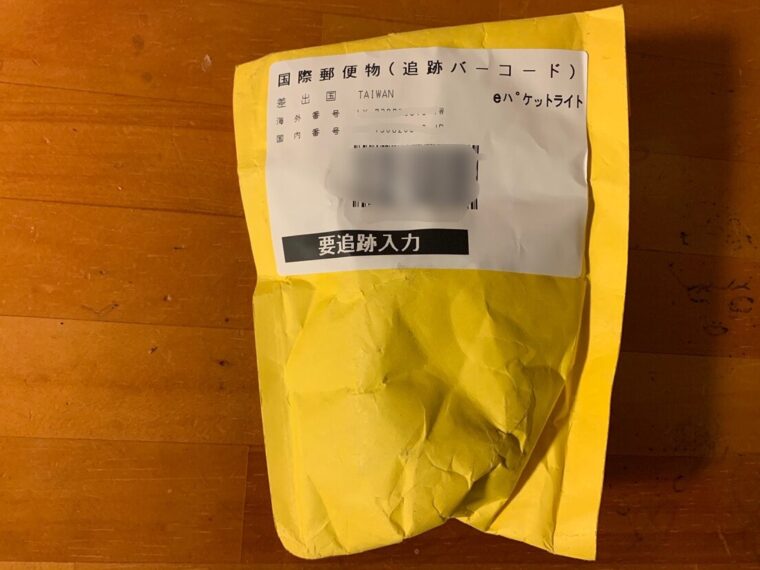 国際郵便物(追跡バーコード)
差出国 TAIWAN
eパケットライト
海外番号
国内番号
要追跡入力